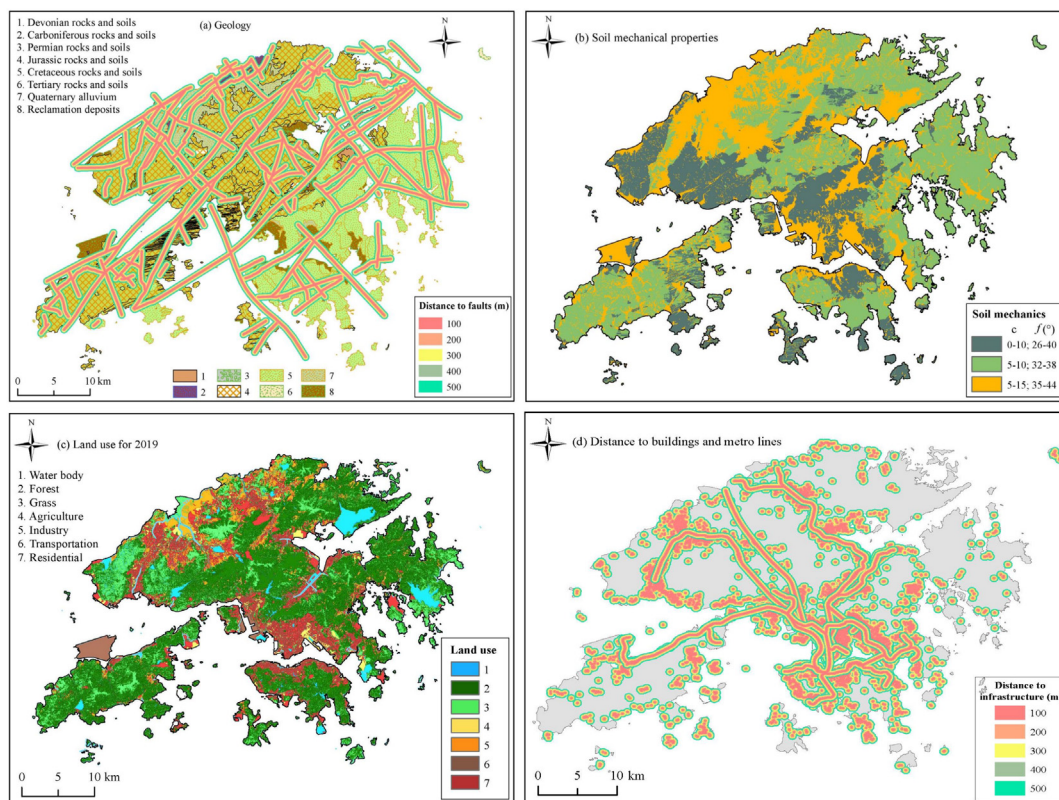 1. Devonian rocks and soils
2. Carboniferous rocks and soils
3. Permian rocks and soils
4. Jurassic rocks and soils
5. Cretaceous rocks and soils
6. Tertiary rocks and soils
7. Quaternary alluvium
8. Reclamation deposits
(a) Geology
N
Distance to faults (m)
100
200
300
400
500
0 5 10 km
1 3 5 7
2 4 6 8
N
(b) Soil mechanical properties
Soil mechanics
c f (°)
0-10; 26-40
5-10; 32-38
5-15; 35-44
0 5 10 km
N
(c) Land use for 2019
1. Water body
2. Forest
3. Grass
4. Agriculture
5. Industry
6. Transportation
7. Residential
Land use
1
2
3
4
5
6
7
0 5 10 km
N
(d) Distance to buildings and metro lines
Distance to
infrastructure (m
100
200
300
400
500
0 5 10 km